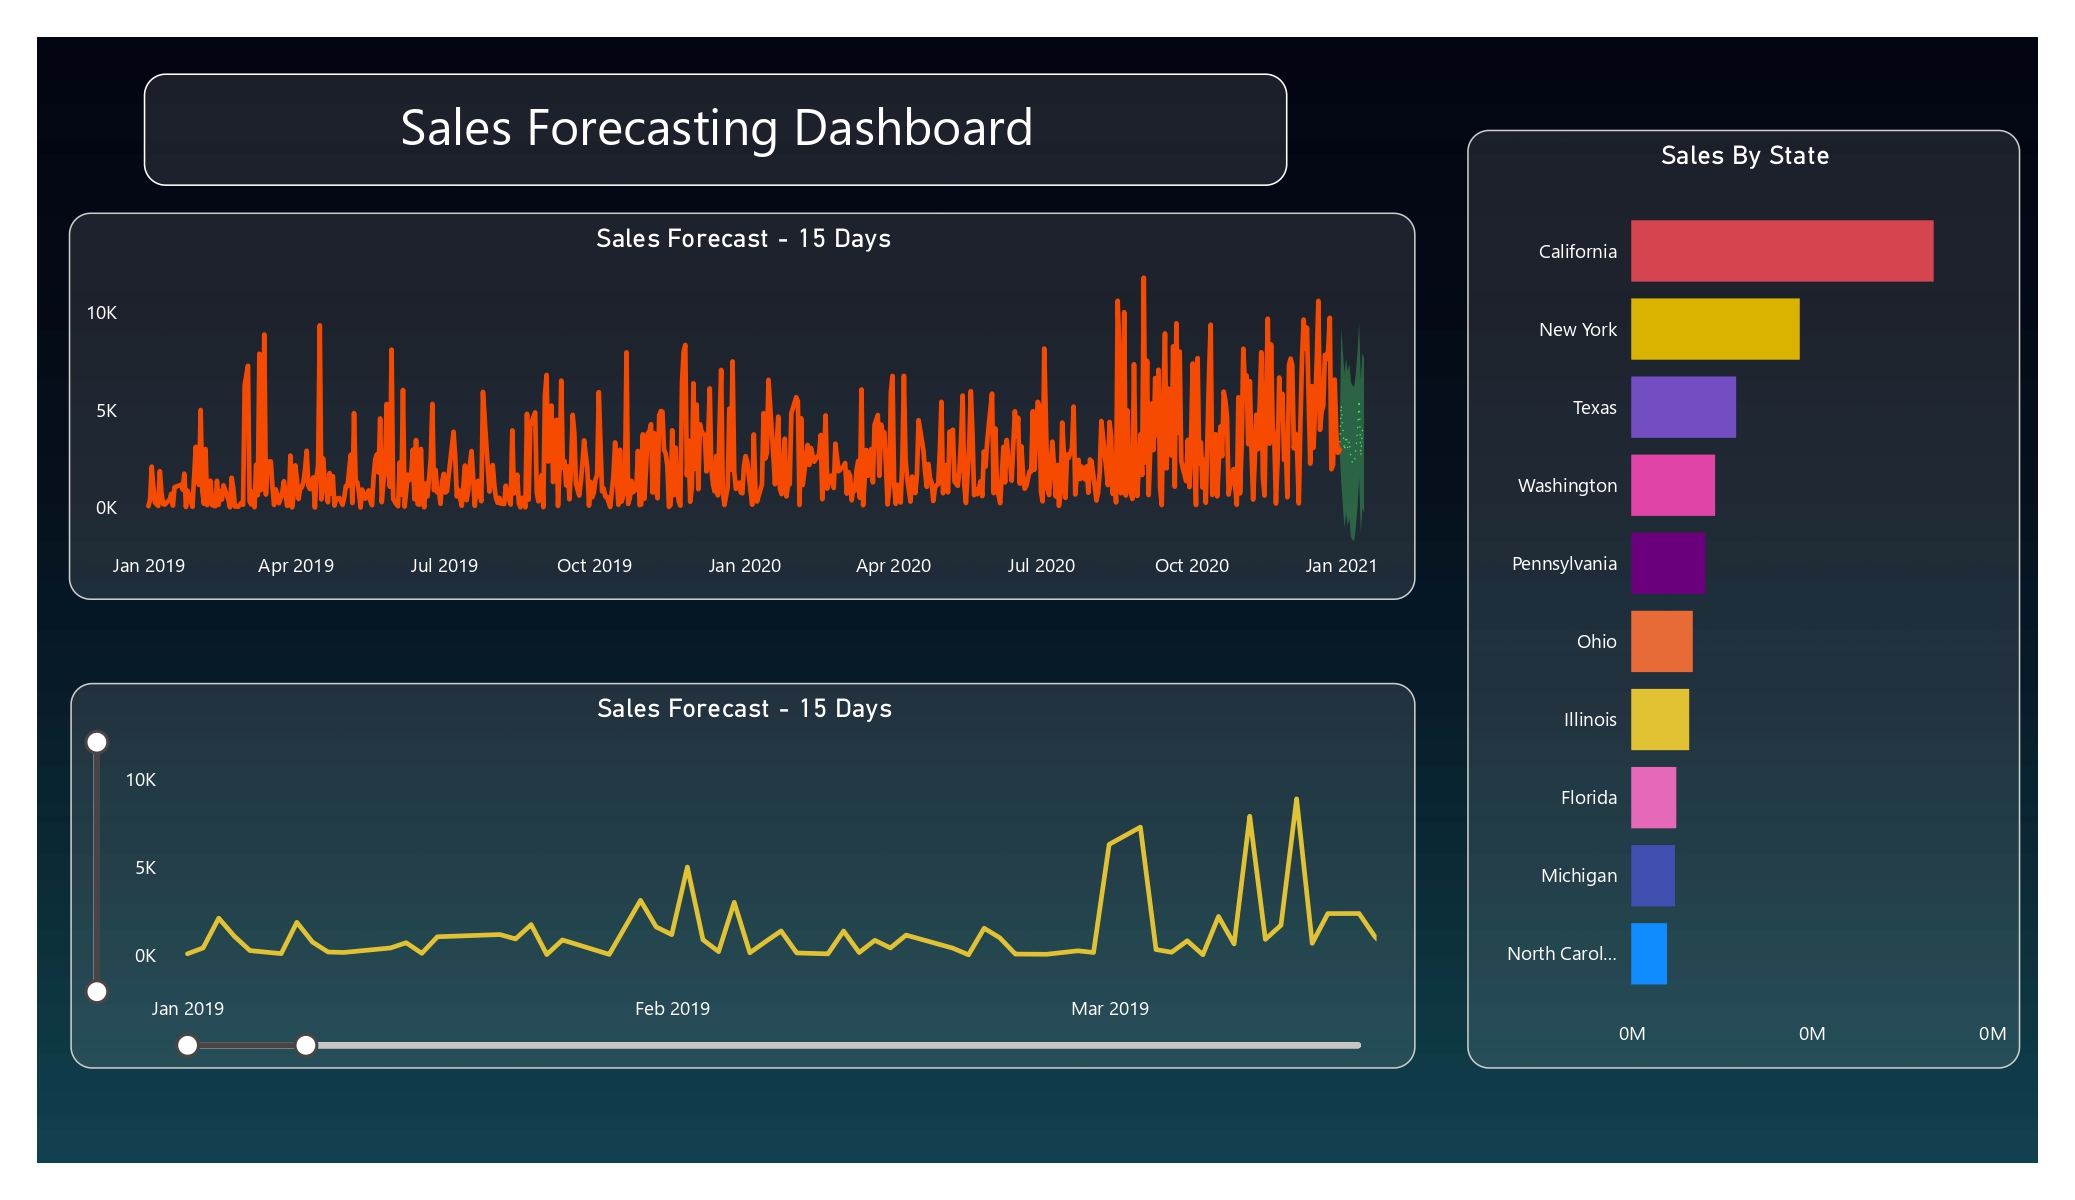 Sales Forecasting Dashboard
Sales Forecast - 15 Days
10K
5K
0K
Jan 2019 Apr 2019 Jul 2019 Oct 2019 Jan 2020 Apr 2020 Jul 2020 Oct 2020 Jan 2021
Sales Forecast - 15 Days
10K
5K
0K
Jan 2019 Feb 2019 Mar 2019
Sales By State
California
New York
Texas
Washington
Pennsylvania
Ohio
Illinois
Florida
Michigan
North Carol...
0M 0M 0M